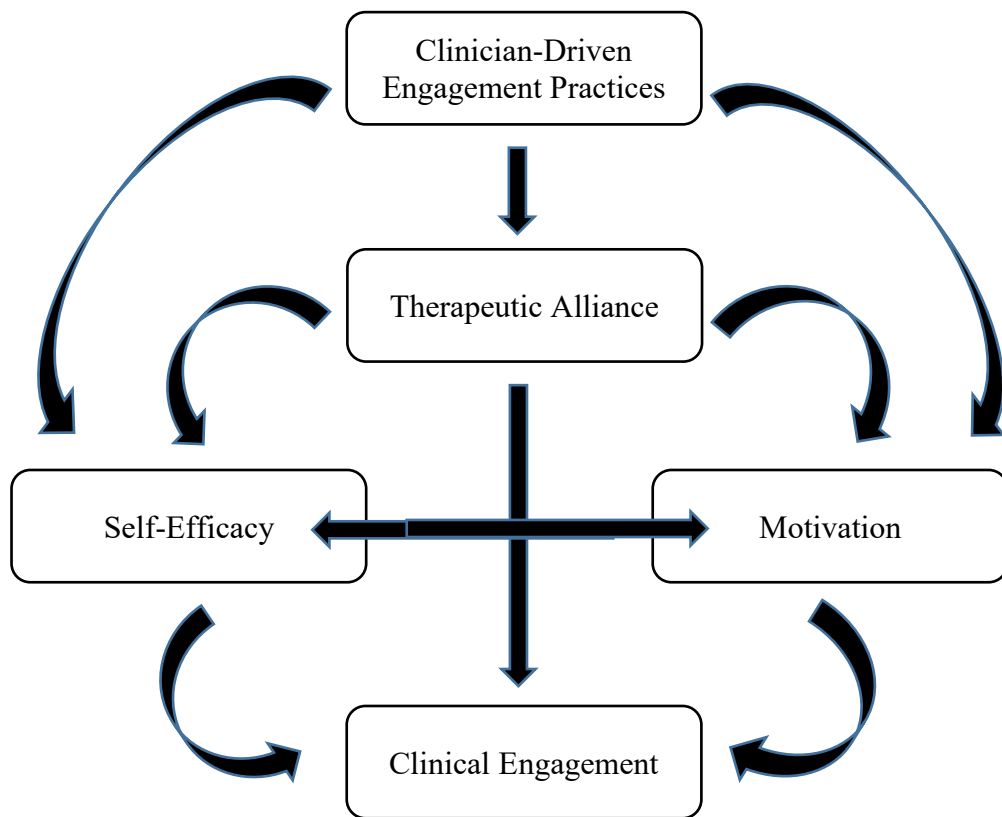 Clinician-Driven
Engagement Practices
Therapeutic Alliance
Self-Efficacy
Motivation
Clinical Engagement